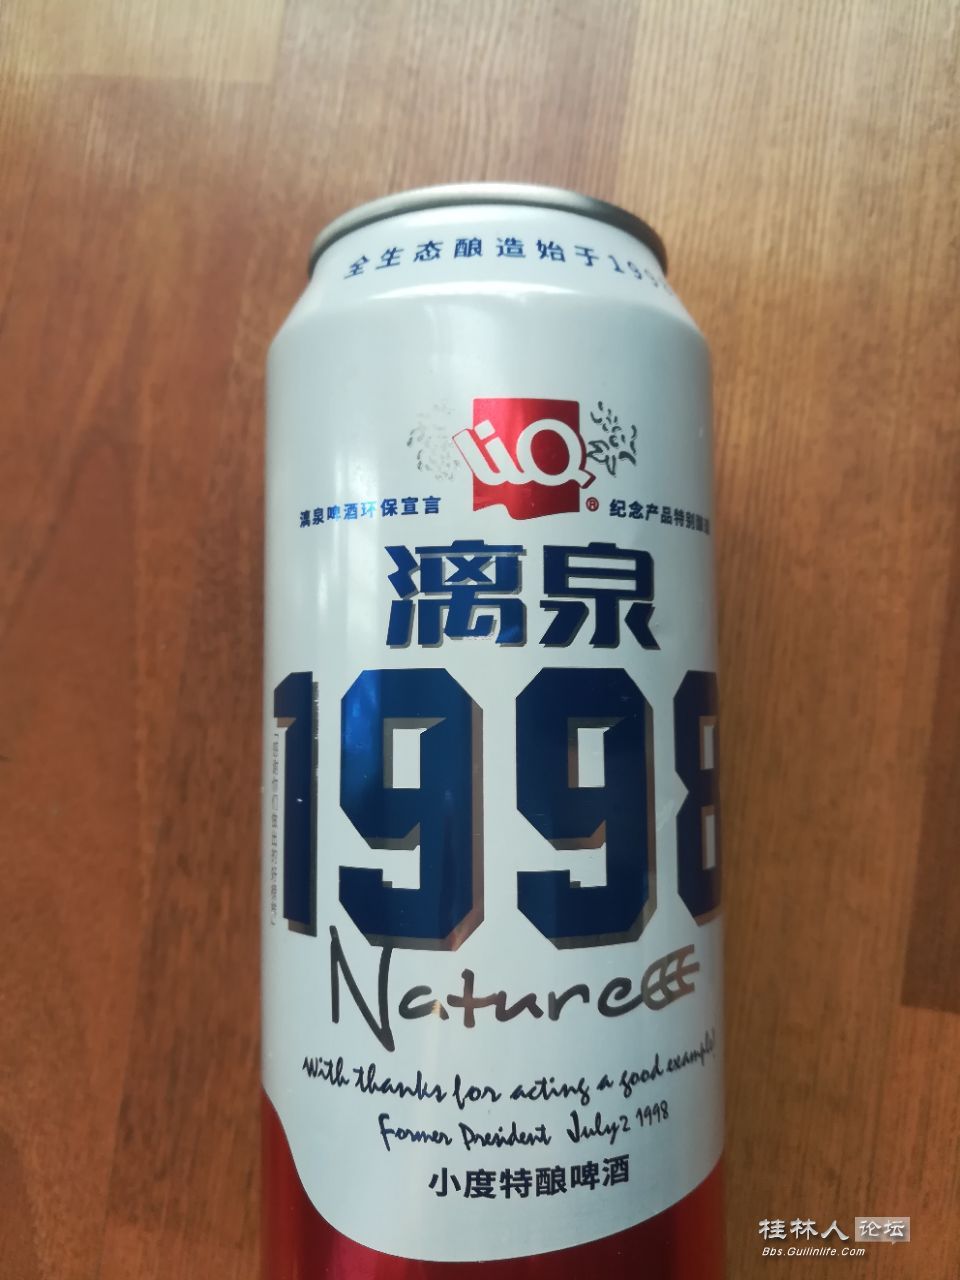 全生态酿造始于199
LiQ
®
漓泉啤酒环保宣言 纪念产品特别酿造
漓泉
1998
Nature
With thanks for acting a good example!
Former President July 2 1998
小度特酿啤酒
桂林人论坛
Bbs.Guilinlife.Com